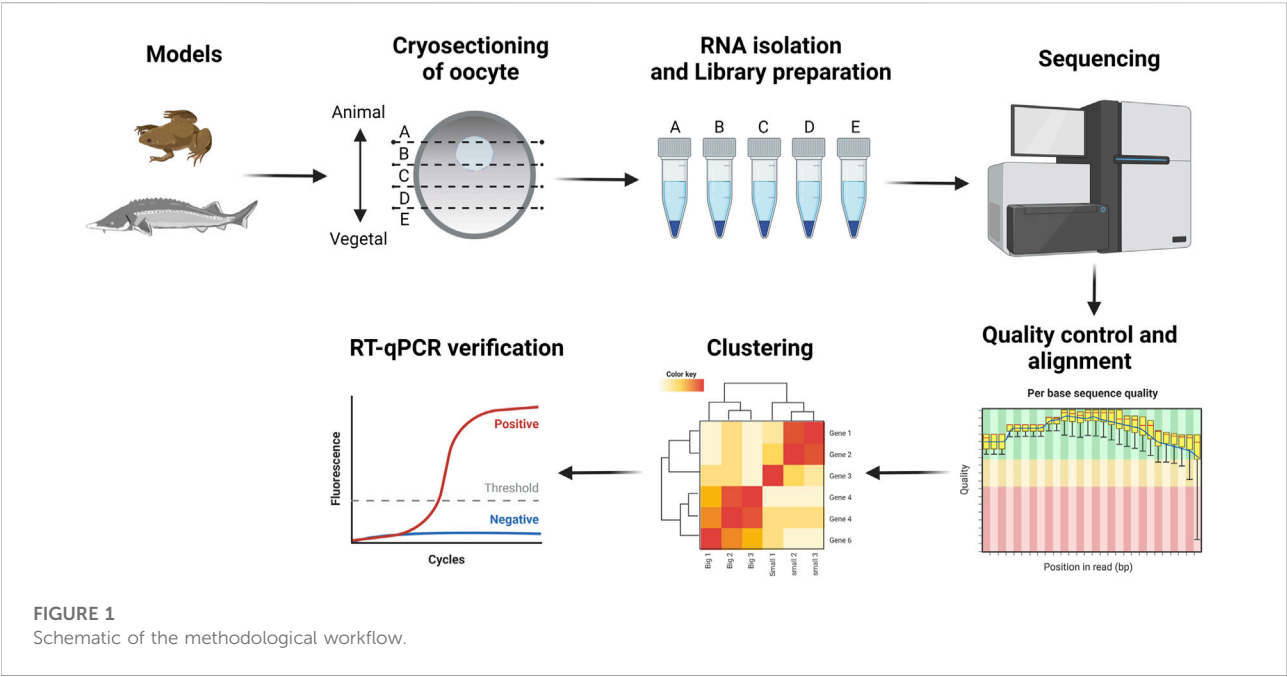 Models
Cryosectioning
of oocyte
RNA isolation
and Library preparation
Sequencing
Animal
A
B
C
D
E
Vegetal
A B C D E
RT-qPCR verification
Clustering
Quality control and
alignment
Fluorescence
Positive
Threshold
Negative
Cycles
Color key
Gene 1
Gene 2
Gene 3
Gene 4
Gene 4
Gene 6
Big 1
Big 2
Big 3
Small 1
small 2
small 3
Per base sequence quality
Quality
Position in read (bp)
FIGURE 1
Schematic of the methodological workflow.